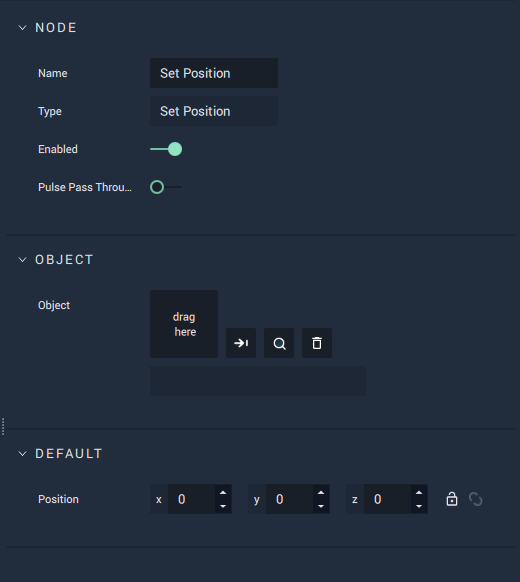 NODE
Name Set Position
Type Set Position
Enabled
Pulse Pass Throu...
OBJECT
Object
drag
here
DEFAULT
Position x 0 y 0 z 0